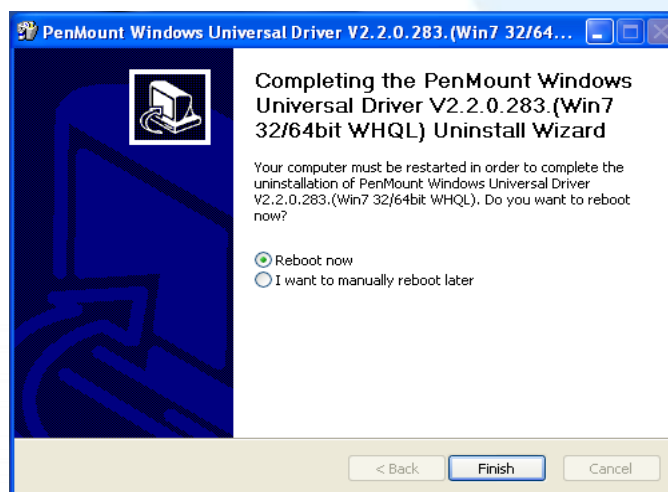 PenMount Windows Universal Driver V2.2.0.283.(Win7 32/64...
Completing the PenMount Windows
Universal Driver V2.2.0.283.(Win7
32/64bit WHQL) Uninstall Wizard
Your computer must be restarted in order to complete the
uninstallation of PenMount Windows Universal Driver
V2.2.0.283.(Win7 32/64bit WHQL). Do you want to reboot
now?
Reboot now
I want to manually reboot later
< Back Finish Cancel